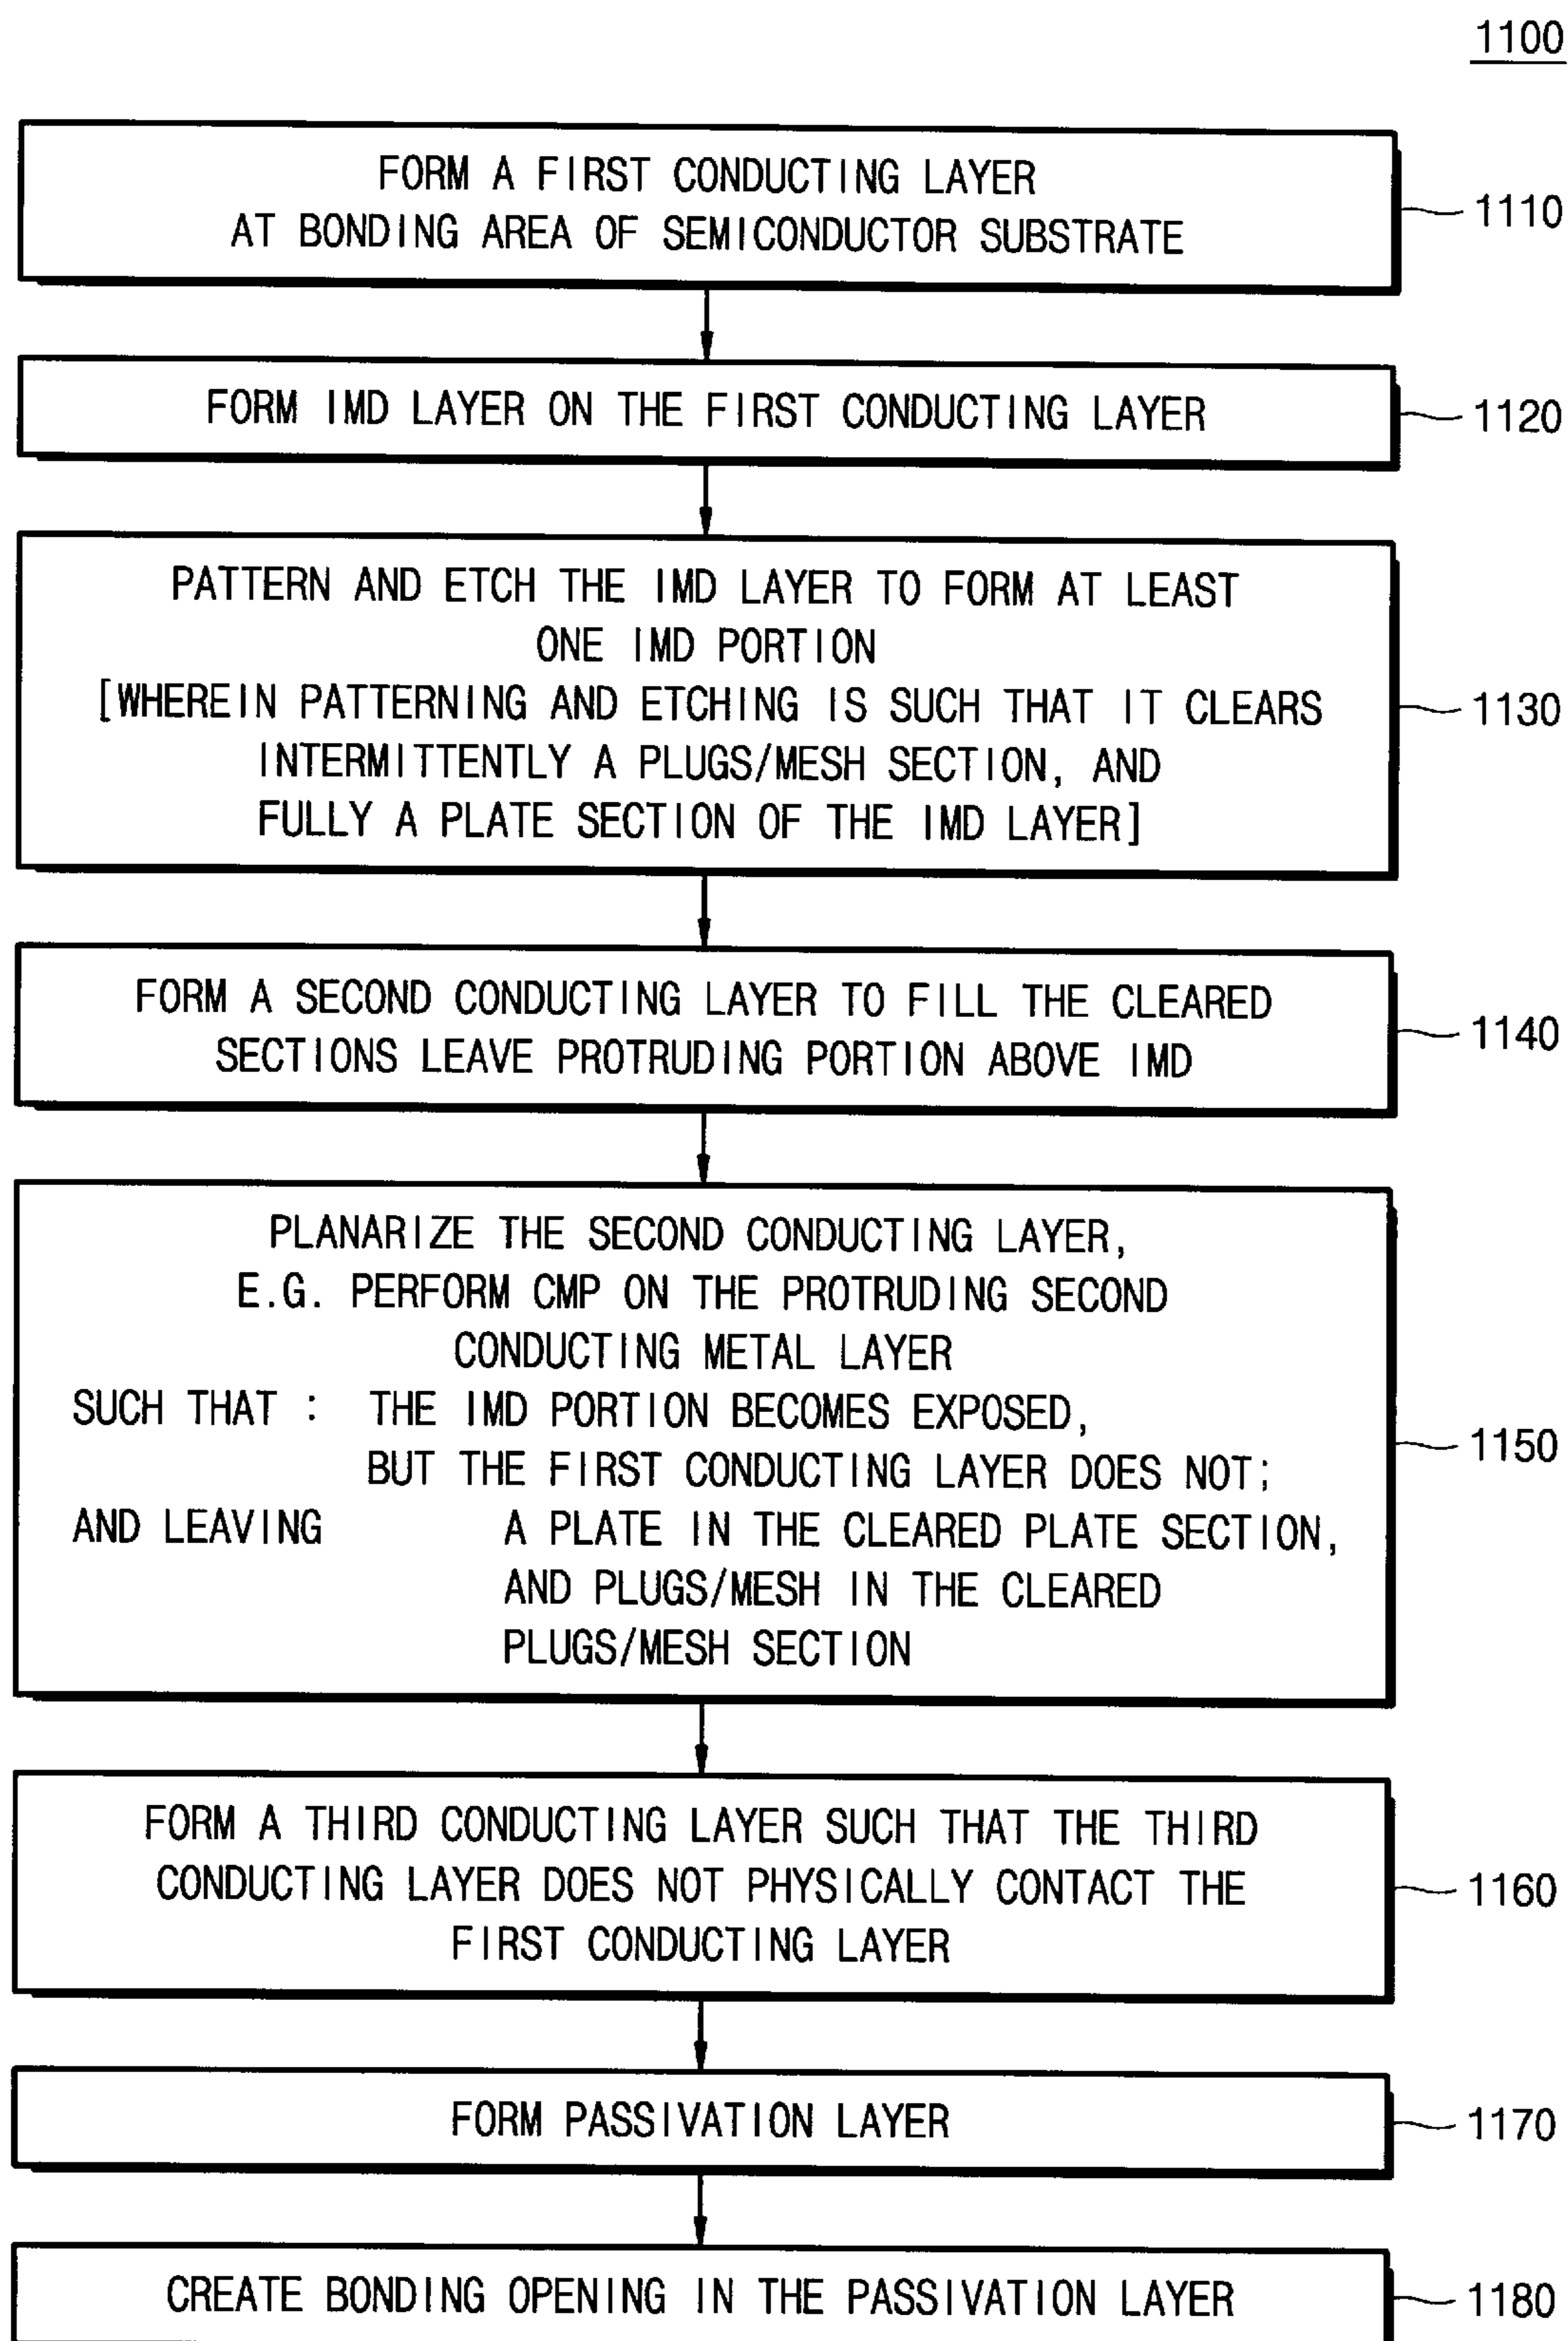 1100
FORM A FIRST CONDUCTING LAYER
AT BONDING AREA OF SEMICONDUCTOR SUBSTRATE
1110
FORM IMD LAYER ON THE FIRST CONDUCTING LAYER
1120
PATTERN AND ETCH THE IMD LAYER TO FORM AT LEAST
ONE IMD PORTION
[WHEREIN PATTERNING AND ETCHING IS SUCH THAT IT CLEARS
INTERMITTENTLY A PLUGS/MESH SECTION, AND
FULLY A PLATE SECTION OF THE IMD LAYER]
1130
FORM A SECOND CONDUCTING LAYER TO FILL THE CLEARED
SECTIONS LEAVE PROTRUDING PORTION ABOVE IMD
1140
PLANARIZE THE SECOND CONDUCTING LAYER,
E.G. PERFORM CMP ON THE PROTRUDING SECOND
CONDUCTING METAL LAYER
SUCH THAT : THE IMD PORTION BECOMES EXPOSED,
BUT THE FIRST CONDUCTING LAYER DOES NOT;
AND LEAVING A PLATE IN THE CLEARED PLATE SECTION,
AND PLUGS/MESH IN THE CLEARED
PLUGS/MESH SECTION
1150
FORM A THIRD CONDUCTING LAYER SUCH THAT THE THIRD
CONDUCTING LAYER DOES NOT PHYSICALLY CONTACT THE
FIRST CONDUCTING LAYER
1160
FORM PASSIVATION LAYER
1170
CREATE BONDING OPENING IN THE PASSIVATION LAYER
1180